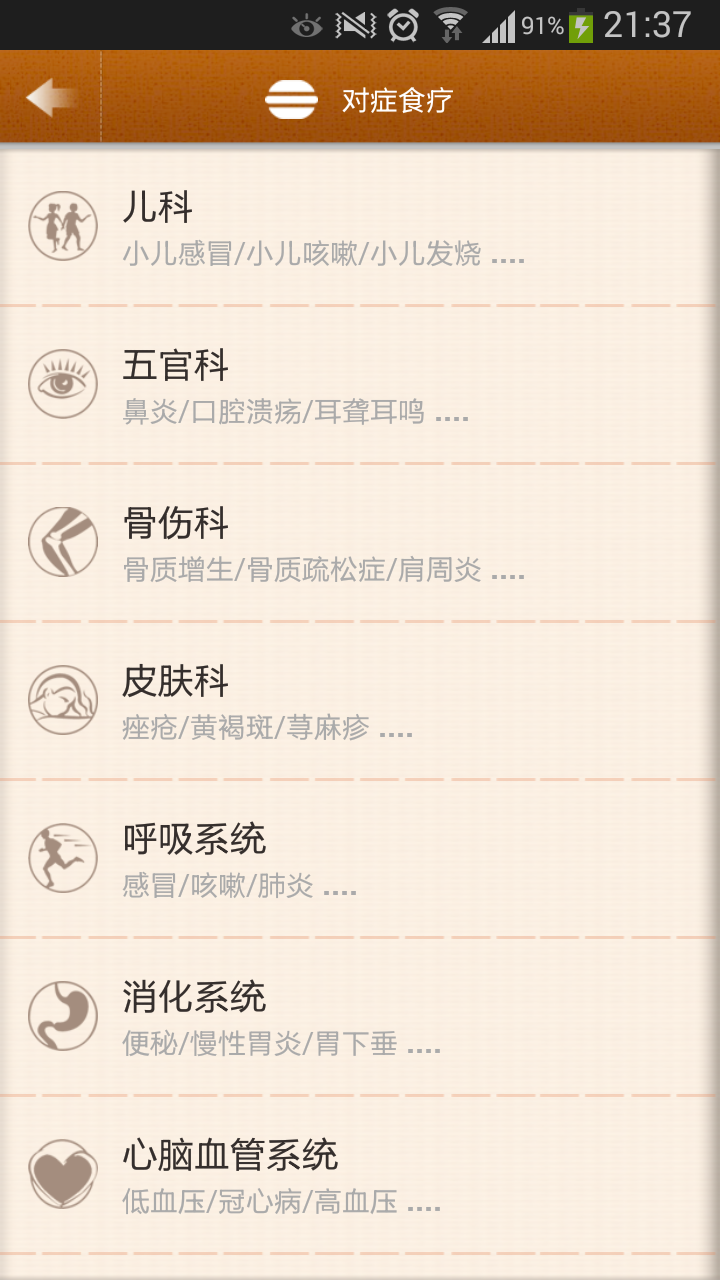 91% 21:37
对症食疗
儿科
小儿感冒/小儿咳嗽/小儿发烧 ....
五官科
鼻炎/口腔溃疡/耳聋耳鸣 ....
骨伤科
骨质增生/骨质疏松症/肩周炎 ....
皮肤科
痤疮/黄褐斑/荨麻疹 ....
呼吸系统
感冒/咳嗽/肺炎 ....
消化系统
便秘/慢性胃炎/胃下垂 ....
心脑血管系统
低血压/冠心病/高血压 ....